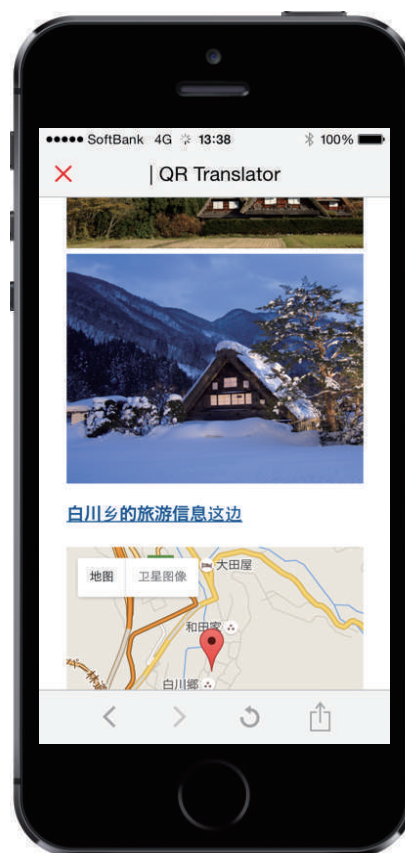 SoftBank 4G 13:38 100%
| QR Translator
白川乡的旅游信息这边
地图 卫星图像
大田屋
和田家
白川郷